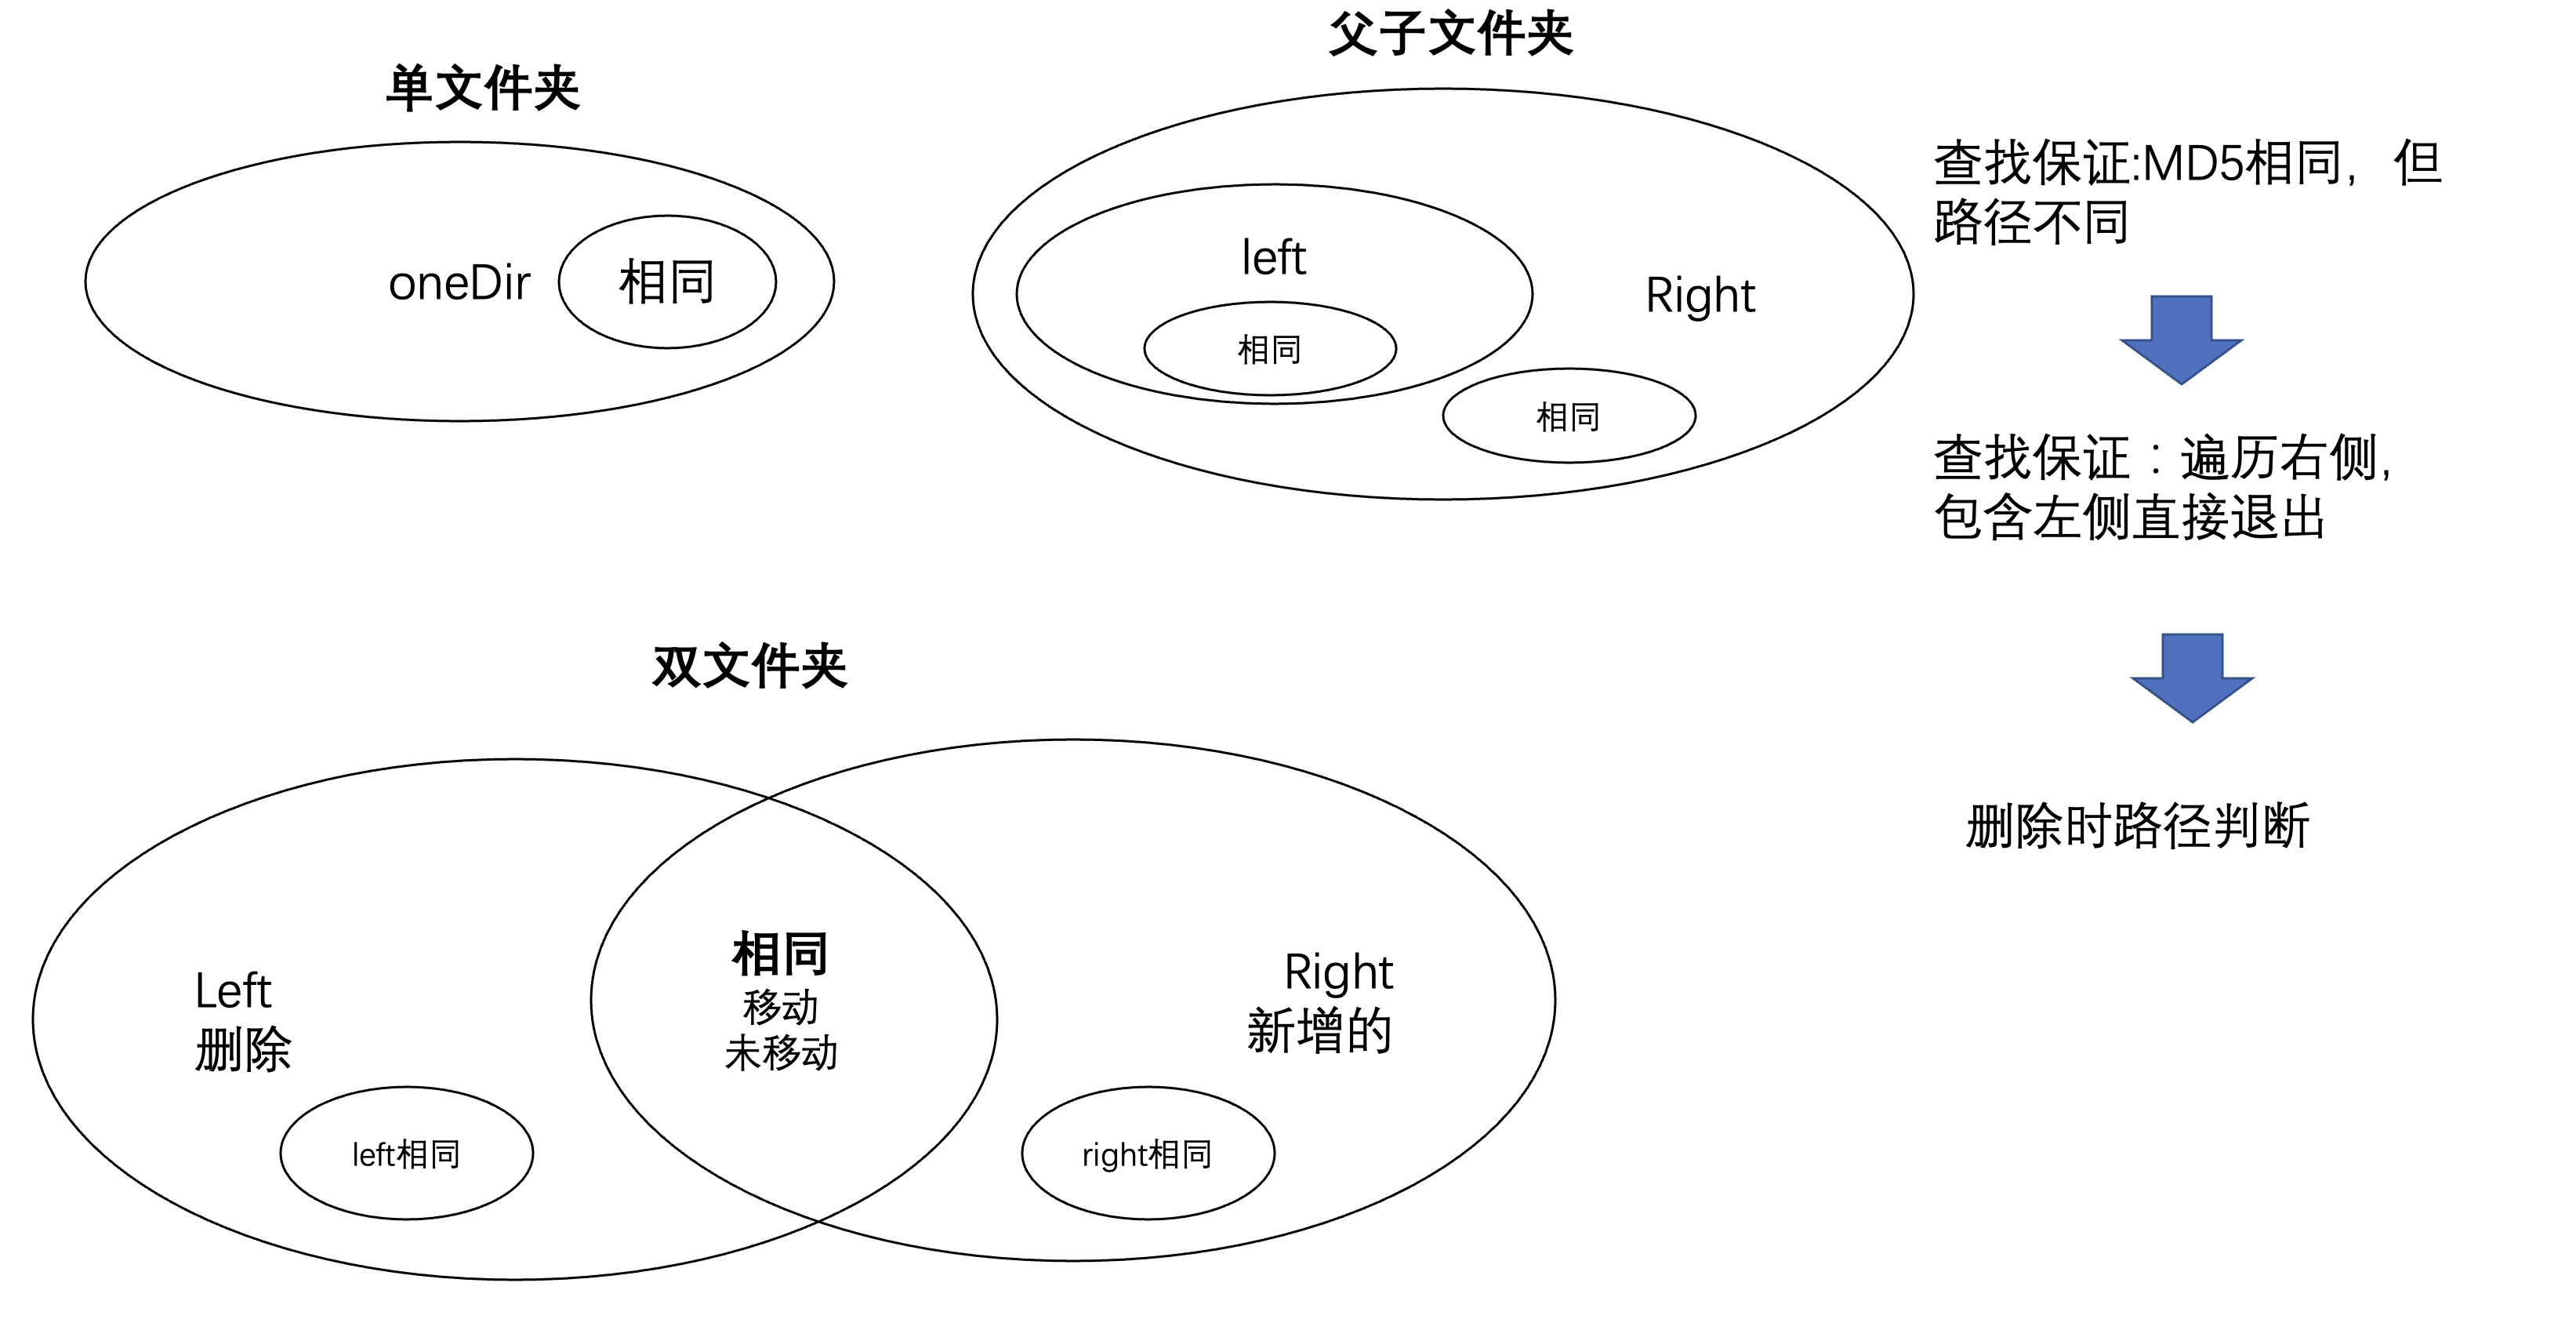 单文件夹
oneDir
相同
父子文件夹
left
相同
Right
相同
查找保证:MD5相同，但
路径不同
查找保证：遍历右侧，
包含左侧直接退出
删除时路径判断
双文件夹
Left
删除
left相同
相同
移动
未移动
Right
新增的
right相同